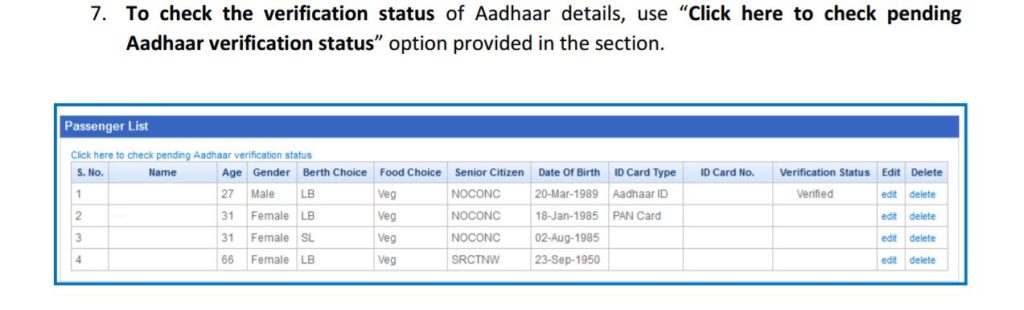 7. To check the verification status of Aadhaar details, use “Click here to check pending
Aadhaar verification status” option provided in the section.
Passenger List
Click here to check pending Aadhaar verification status
S. No. Name Age Gender Berth Choice Food Choice Senior Citizen Date Of Birth ID Card Type ID Card No. Verification Status Edit Delete
1 27 Male LB Veg NOCONC 20-Mar-1989 Aadhaar ID Verified edit delete
2 31 Female LB Veg NOCONC 18-Jan-1985 PAN Card edit delete
3 31 Female SL Veg NOCONC 02-Aug-1985 edit delete
4 66 Female LB Veg SRCTNW 23-Sep-1950 edit delete